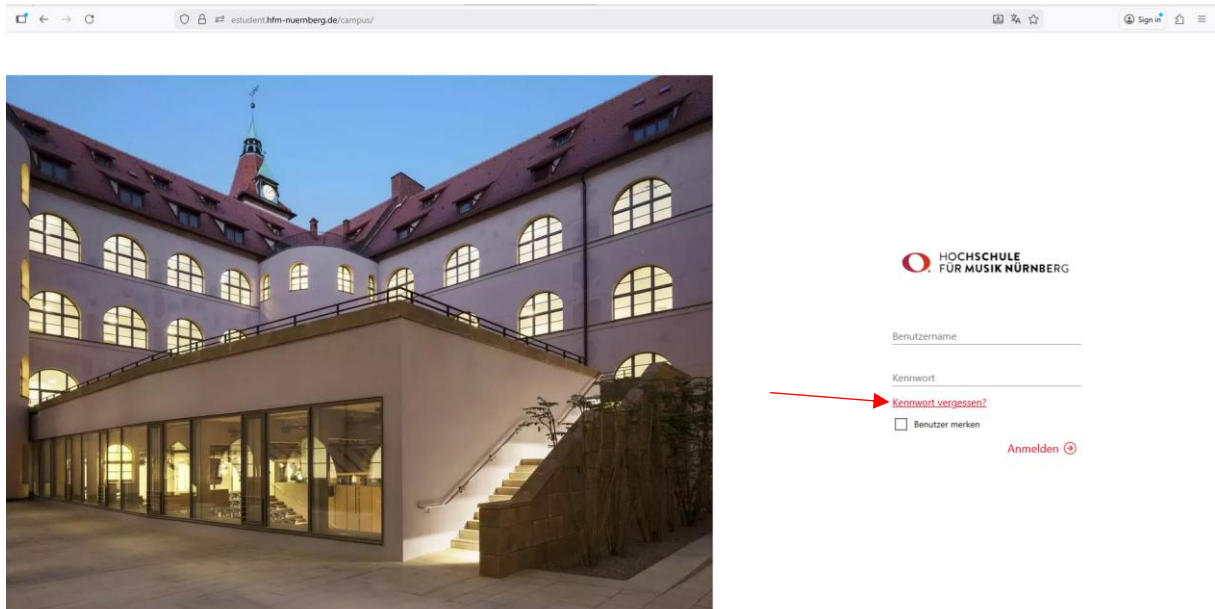 estudent.hfm-nuernberg.de/campus/
Sign in
HOCHSCHULE
FÜR MUSIK NÜRNBERG
Benutzername
Kennwort
Kennwort vergessen?
Benutzer merken
Anmelden